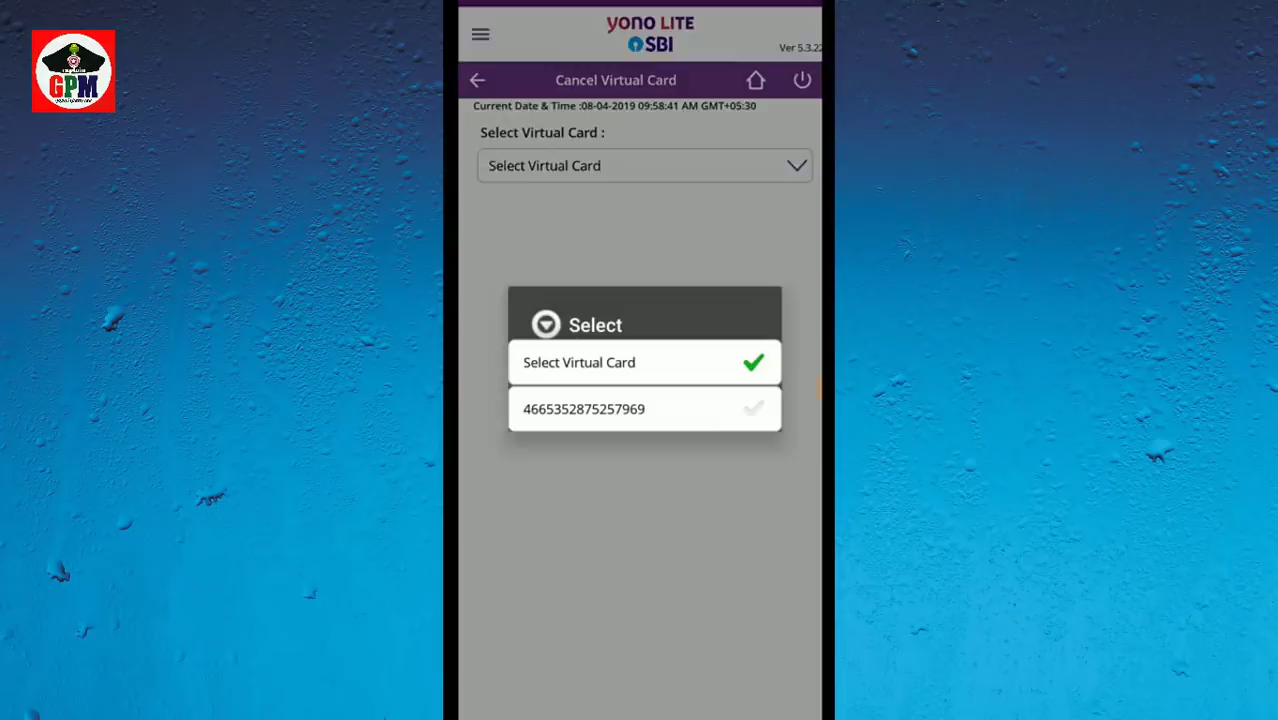 GPM
yono LITE
SBI
Ver 5.3.22
Cancel Virtual Card
Current Date & Time :08-04-2019 09:58:41 AM GMT+05:30
Select Virtual Card :
Select Virtual Card
Select
Select Virtual Card
4665352875257969